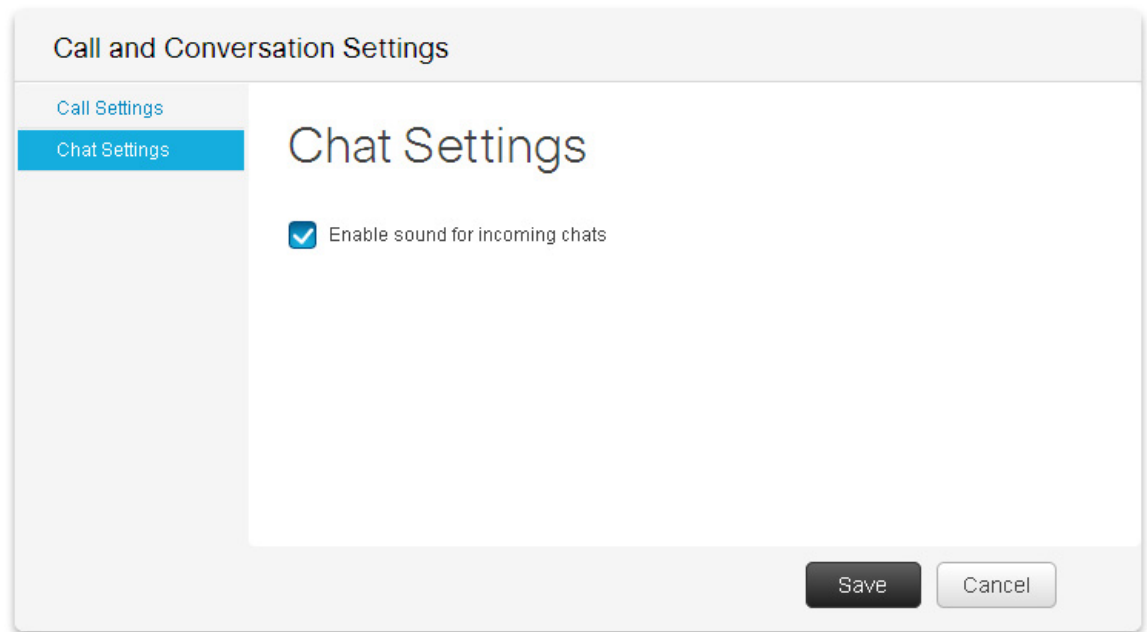 Call and Conversation Settings
Call Settings
Chat Settings
Chat Settings
Enable sound for incoming chats
Save
Cancel